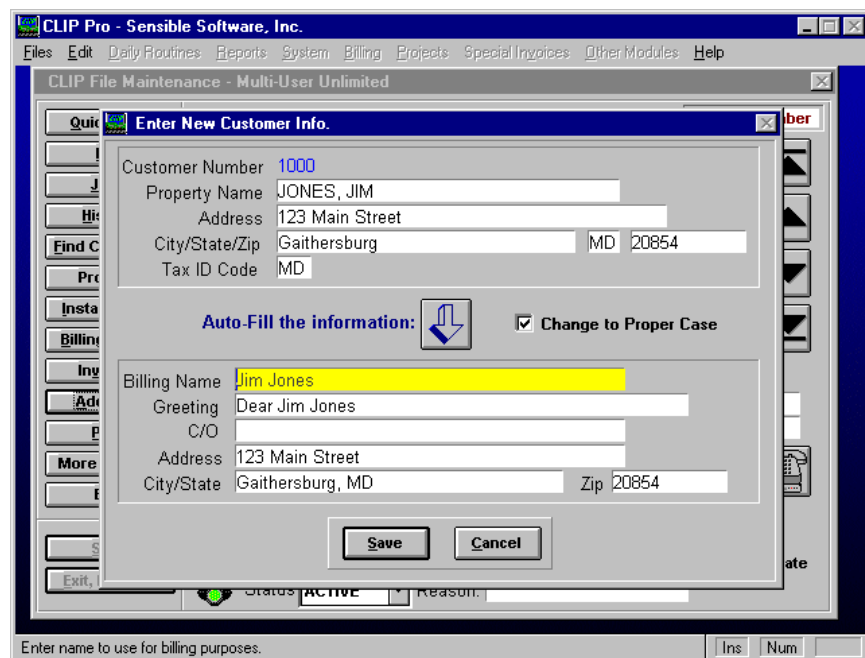 CLIP Pro - Sensible Software, Inc.
Files Edit Daily Routines Reports System Billing Projects Special Invoices Other Modules Help
CLIP File Maintenance - Multi-User Unlimited
Enter New Customer Info.
Customer Number 1000
Property Name JONES, JIM
Address 123 Main Street
City/State/Zip Gaithersburg MD 20854
Tax ID Code MD
Auto-Fill the information: Change to Proper Case
Billing Name Jim Jones
Greeting Dear Jim Jones
C/O
Address 123 Main Street
City/State Gaithersburg, MD Zip 20854
Save Cancel
More
Exit,
Status ACTIVE Reason:
Enter name to use for billing purposes. Ins Num